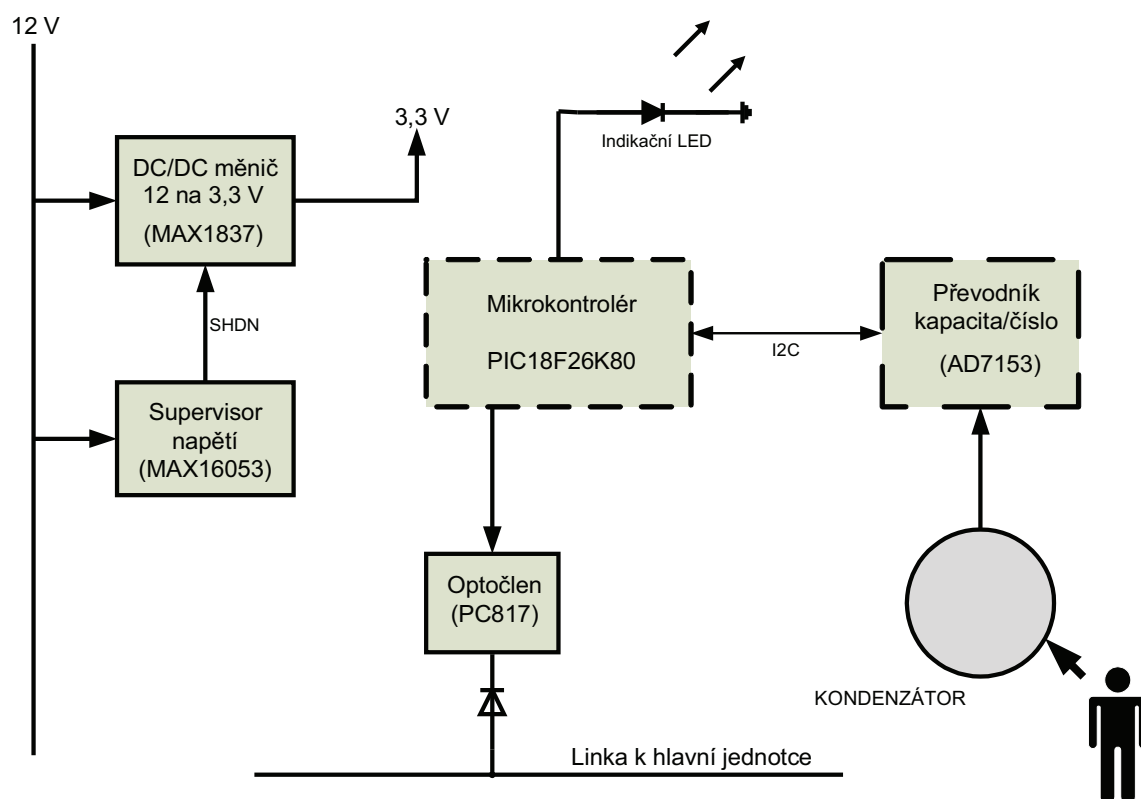 12 V
3,3 V
Indikační LED
DC/DC měnič
12 na 3,3 V
(MAX1837)
SHDN
Supervisor
napětí
(MAX16053)
Mikrokontrolér
PIC18F26K80
I2C
Převodník
kapacita/číslo
(AD7153)
Optočlen
(PC817)
KONDENZÁTOR
Linka k hlavní jednotce